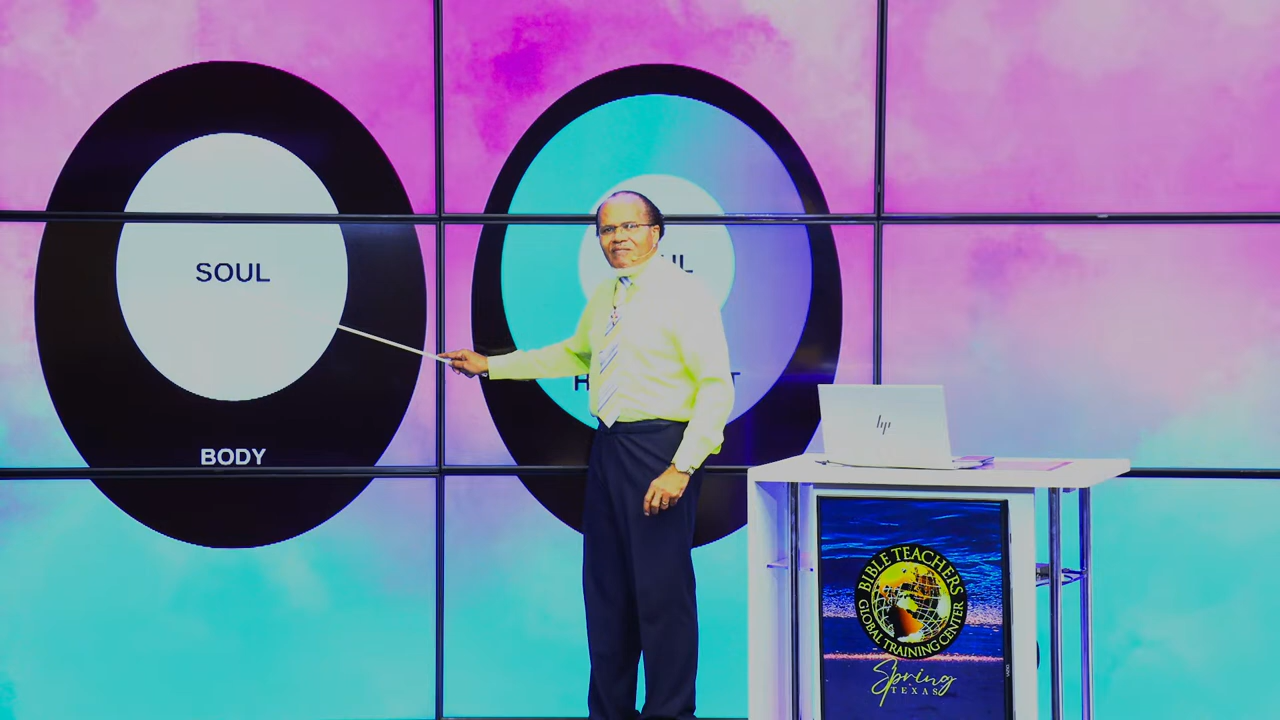 SOUL
BODY
hp
BIBLE TEACHERS
GLOBAL TRAINING CENTER
Spring
TEXAS